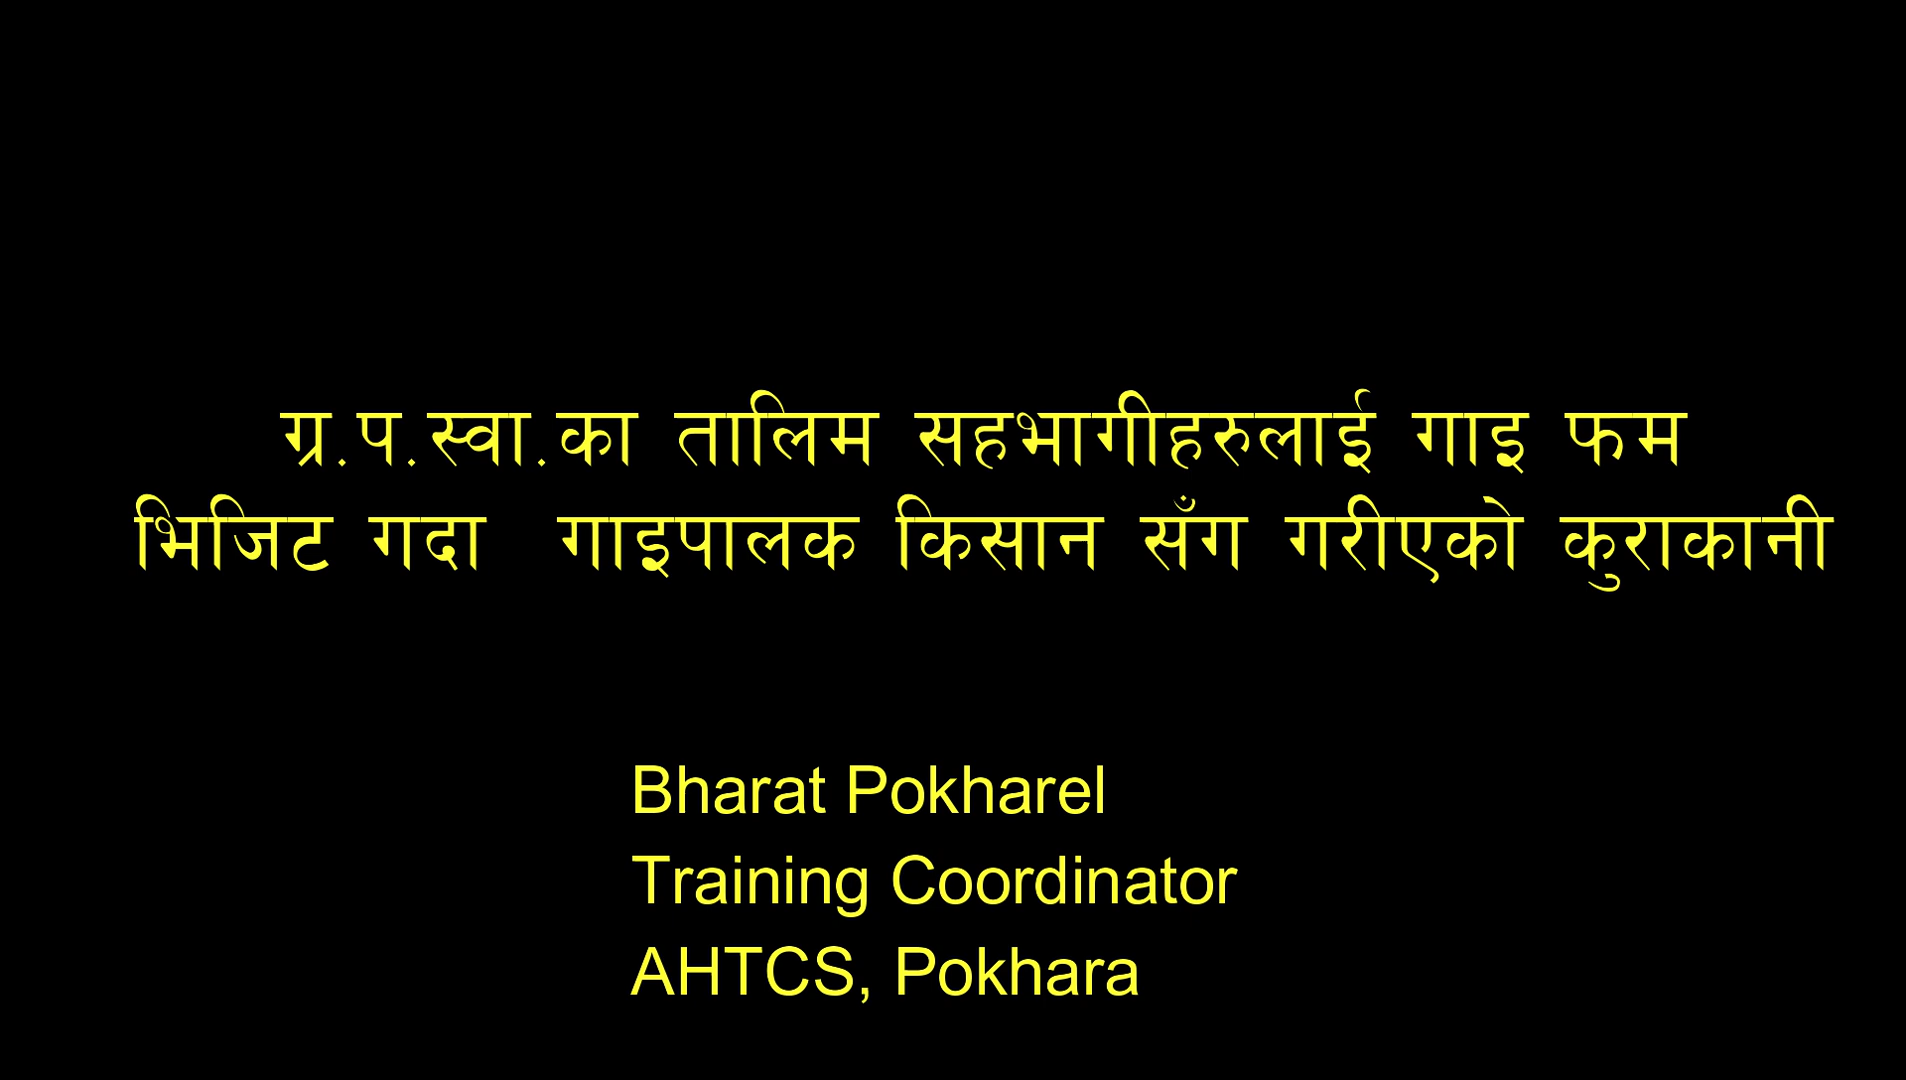 ग्र.प.स्वा.का तालिम सहभागीहरुलाई गाइ फम
भिजिट गदा गाइपालक किसान सँग गरीएको कुराकानी
Bharat Pokharel
Training Coordinator
AHTCS, Pokhara